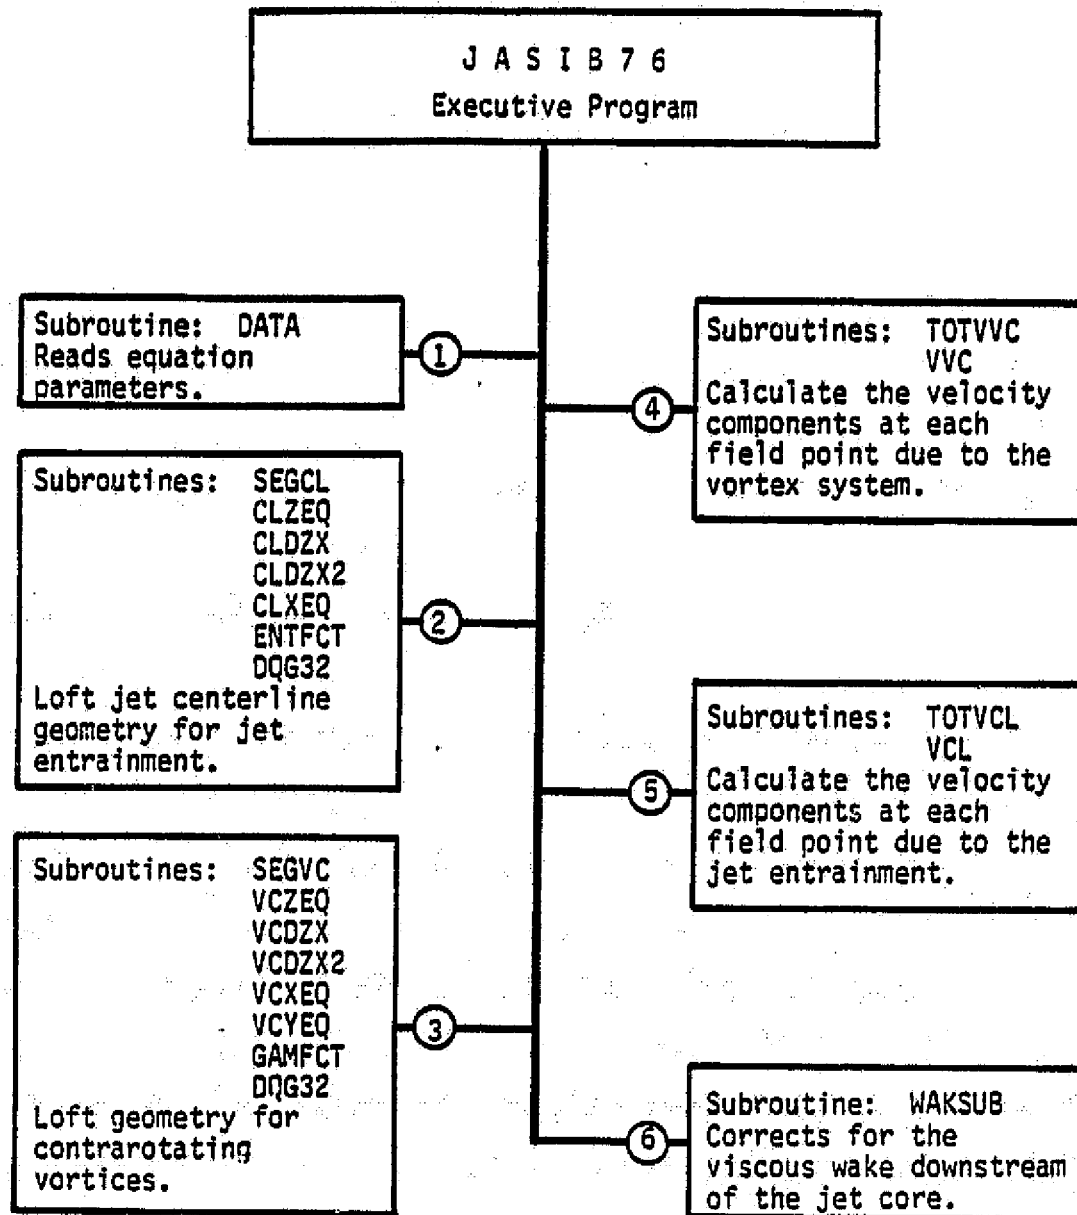 J A S I B 7 6
Executive Program
Subroutine: DATA
Reads equation
parameters.
1
Subroutines: SEGCL
CLZEQ
CLDZX
CLDZX2
CLXEQ
ENTFCT
DQG32
Loft jet centerline
geometry for jet
entrainment.
2
Subroutines: SEGVC
VCZEQ
VCDZX
VCDZX2
VCXEQ
VCYEQ
GAMFCT
DQG32
Loft geometry for
contrarotating
vortices.
3
Subroutines: TOTVVC
VVC
Calculate the velocity
components at each
field point due to the
vortex system.
4
Subroutines: TOTVCL
VCL
Calculate the velocity
components at each
field point due to the
jet entrainment.
5
Subroutine: WAKSUB
Corrects for the
viscous wake downstream
of the jet core.
6